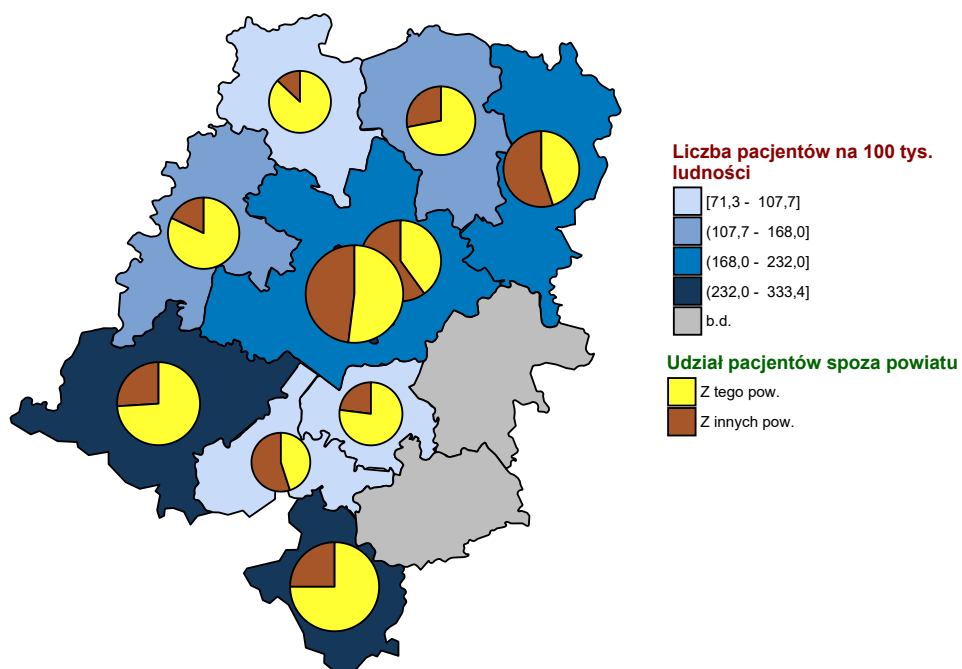 Liczba pacjentów na 100 tys.
ludności
[71,3 - 107,7]
(107,7 - 168,0]
(168,0 - 232,0]
(232,0 - 333,4]
b.d.
Udział pacjentów spoza powiatu
Z tego pow.
Z innych pow.